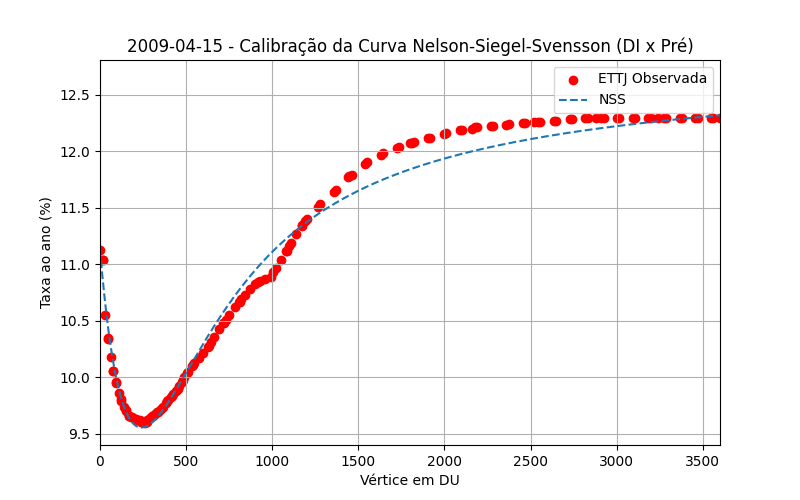 2009-04-15 - Calibração da Curva Nelson-Siegel-Svensson (DI x Pré)
ETTJ Observada
NSS
Taxa ao ano (%)
12.5
12.0
11.5
11.0
10.5
10.0
9.5
0 500 1000 1500 2000 2500 3000 3500
Vértice em DU